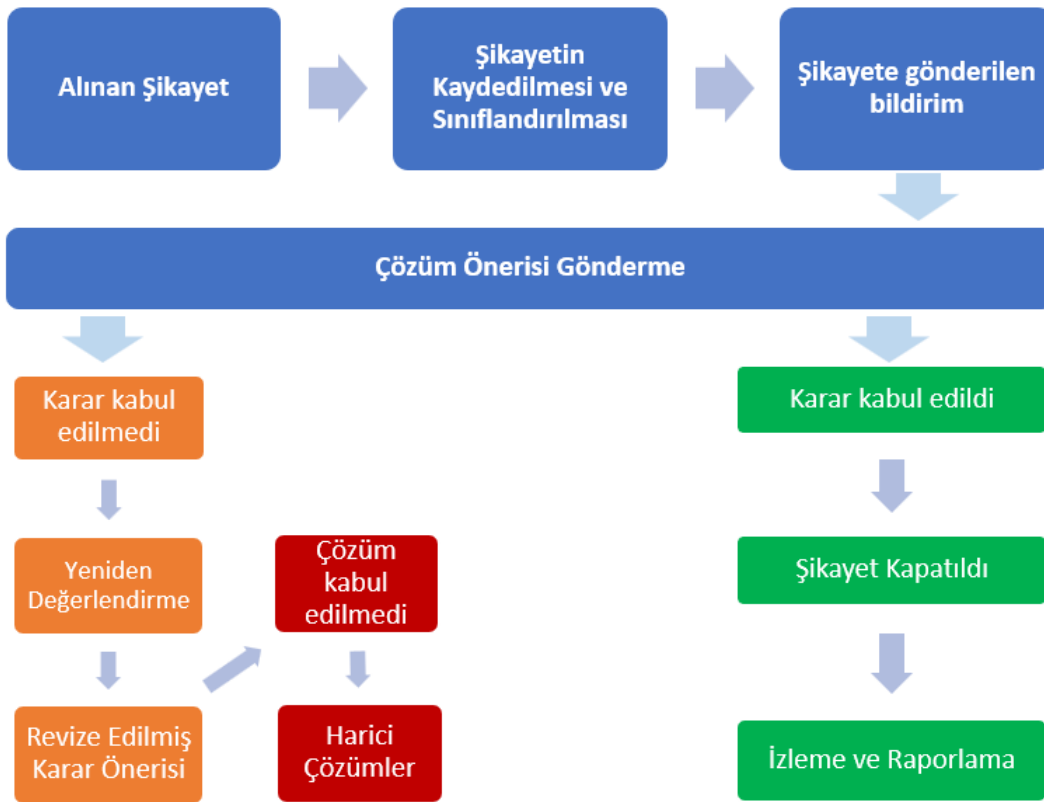 Alınan Şikayet
Şikayetin
Kaydedilmesi ve
Sınıflandırılması
Şikayete gönderilen
bildirim
Çözüm Önerisi Gönderme
Karar kabul
edilmedi
Karar kabul edildi
Yeniden
Değerlendirme
Çözüm
kabul
edilmedi
Şikayet Kapatıldı
Revize Edilmiş
Karar Önerisi
Harici
Çözümler
İzleme ve Raporlama